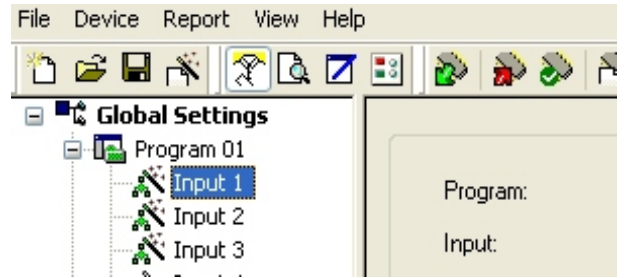 File Device Report View Help
Global Settings
Program 01
Input 1
Input 2
Input 3
Program:
Input: